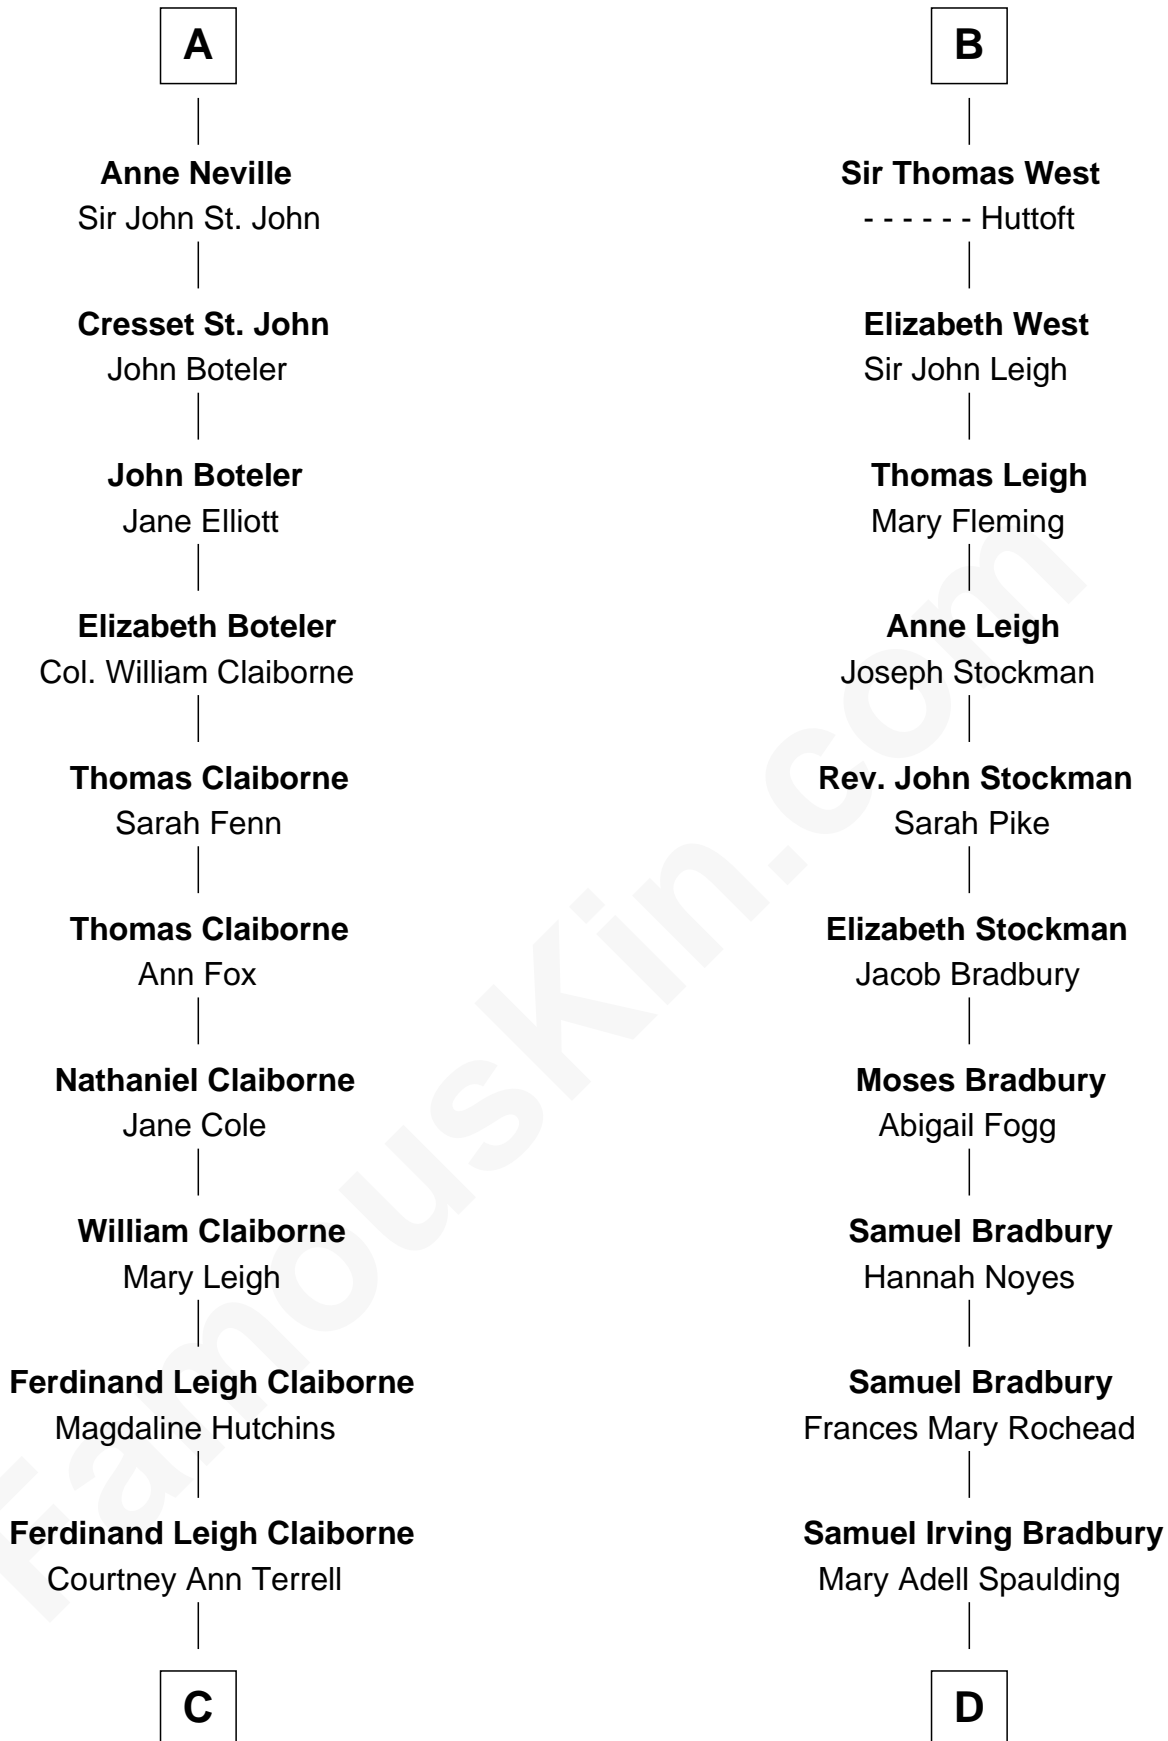 A
Anne Neville
Sir John St. John
Cresset St. John
John Boteler
John Boteler
Jane Elliott
Elizabeth Boteler
Col. William Claiborne
Thomas Claiborne
Sarah Fenn
Thomas Claiborne
Ann Fox
Nathaniel Claiborne
Jane Cole
William Claiborne
Mary Leigh
Ferdinand Leigh Claiborne
Magdaline Hutchins
Ferdinand Leigh Claiborne
Courtney Ann Terrell
C
B
Sir Thomas West
- - - - - - Huttoft
Elizabeth West
Sir John Leigh
Thomas Leigh
Mary Fleming
Anne Leigh
Joseph Stockman
Rev. John Stockman
Sarah Pike
Elizabeth Stockman
Jacob Bradbury
Moses Bradbury
Abigail Fogg
Samuel Bradbury
Hannah Noyes
Samuel Bradbury
Frances Mary Rochead
Samuel Irving Bradbury
Mary Adell Spaulding
D
FamousKin.com